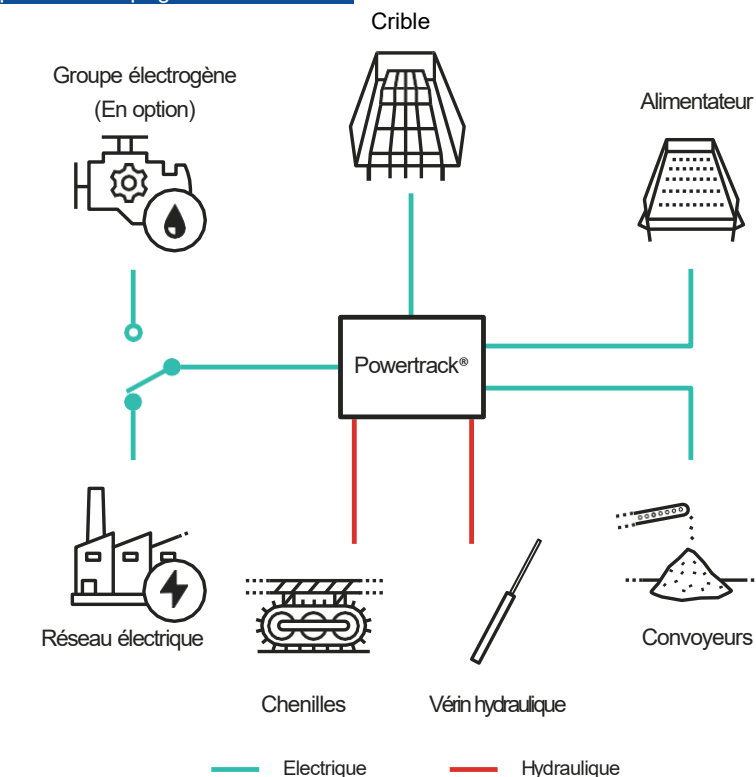 Crible
Groupe électrogène
(En option)
Alimentateur
Powertrack®
Réseau électrique
Convoyeurs
Chenilles
Vérin hydraulique
Electrique
Hydraulique